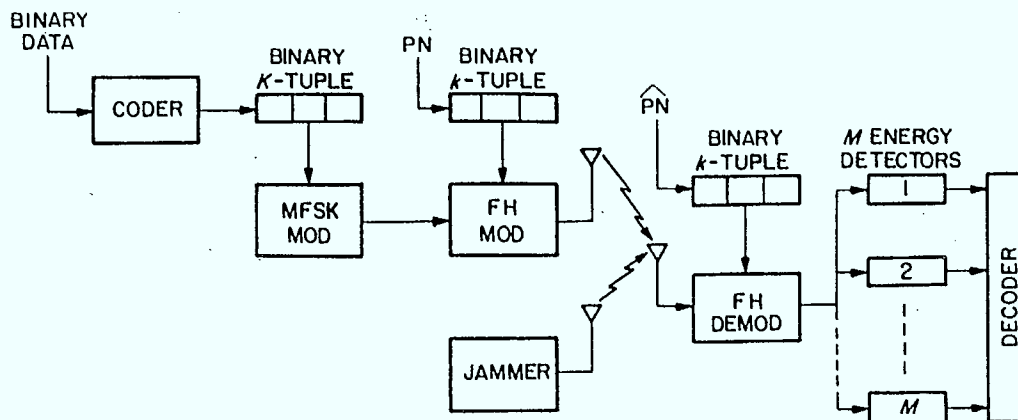 BINARY
DATA
CODER
BINARY
K-TUPLE
MFSK
MOD
PN
BINARY
k-TUPLE
FH
MOD
JAMMER
P̂N̂
BINARY
k-TUPLE
FH
DEMOD
M ENERGY
DETECTORS
1
2
M
DECODER